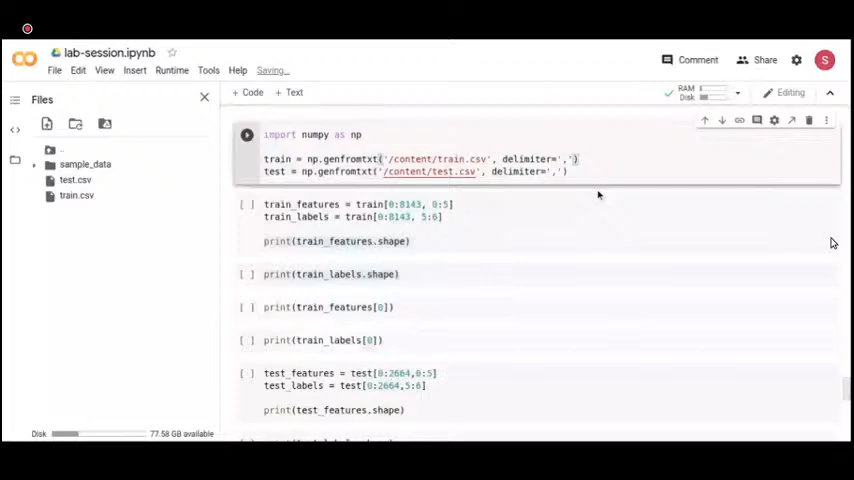 lab-session.ipynb
Comment
Share
S
File Edit View Insert Runtime Tools Help Saving...
Files
+ Code + Text
RAM
Disk
Editing
..
sample_data
test.csv
train.csv
import numpy as np
train = np.genfromtxt('/content/train.csv', delimiter=',')
test = np.genfromtxt('/content/test.csv', delimiter=',')
[ ] train_features = train[0:8143, 0:5]
train_labels = train[0:8143, 5:6]
print(train_features.shape)
[ ] print(train_labels.shape)
[ ] print(train_features[0])
[ ] print(train_labels[0])
[ ] test_features = test[0:2664,0:5]
test_labels = test[0:2664,5:6]
print(test_features.shape)
Disk 77.58 GB available